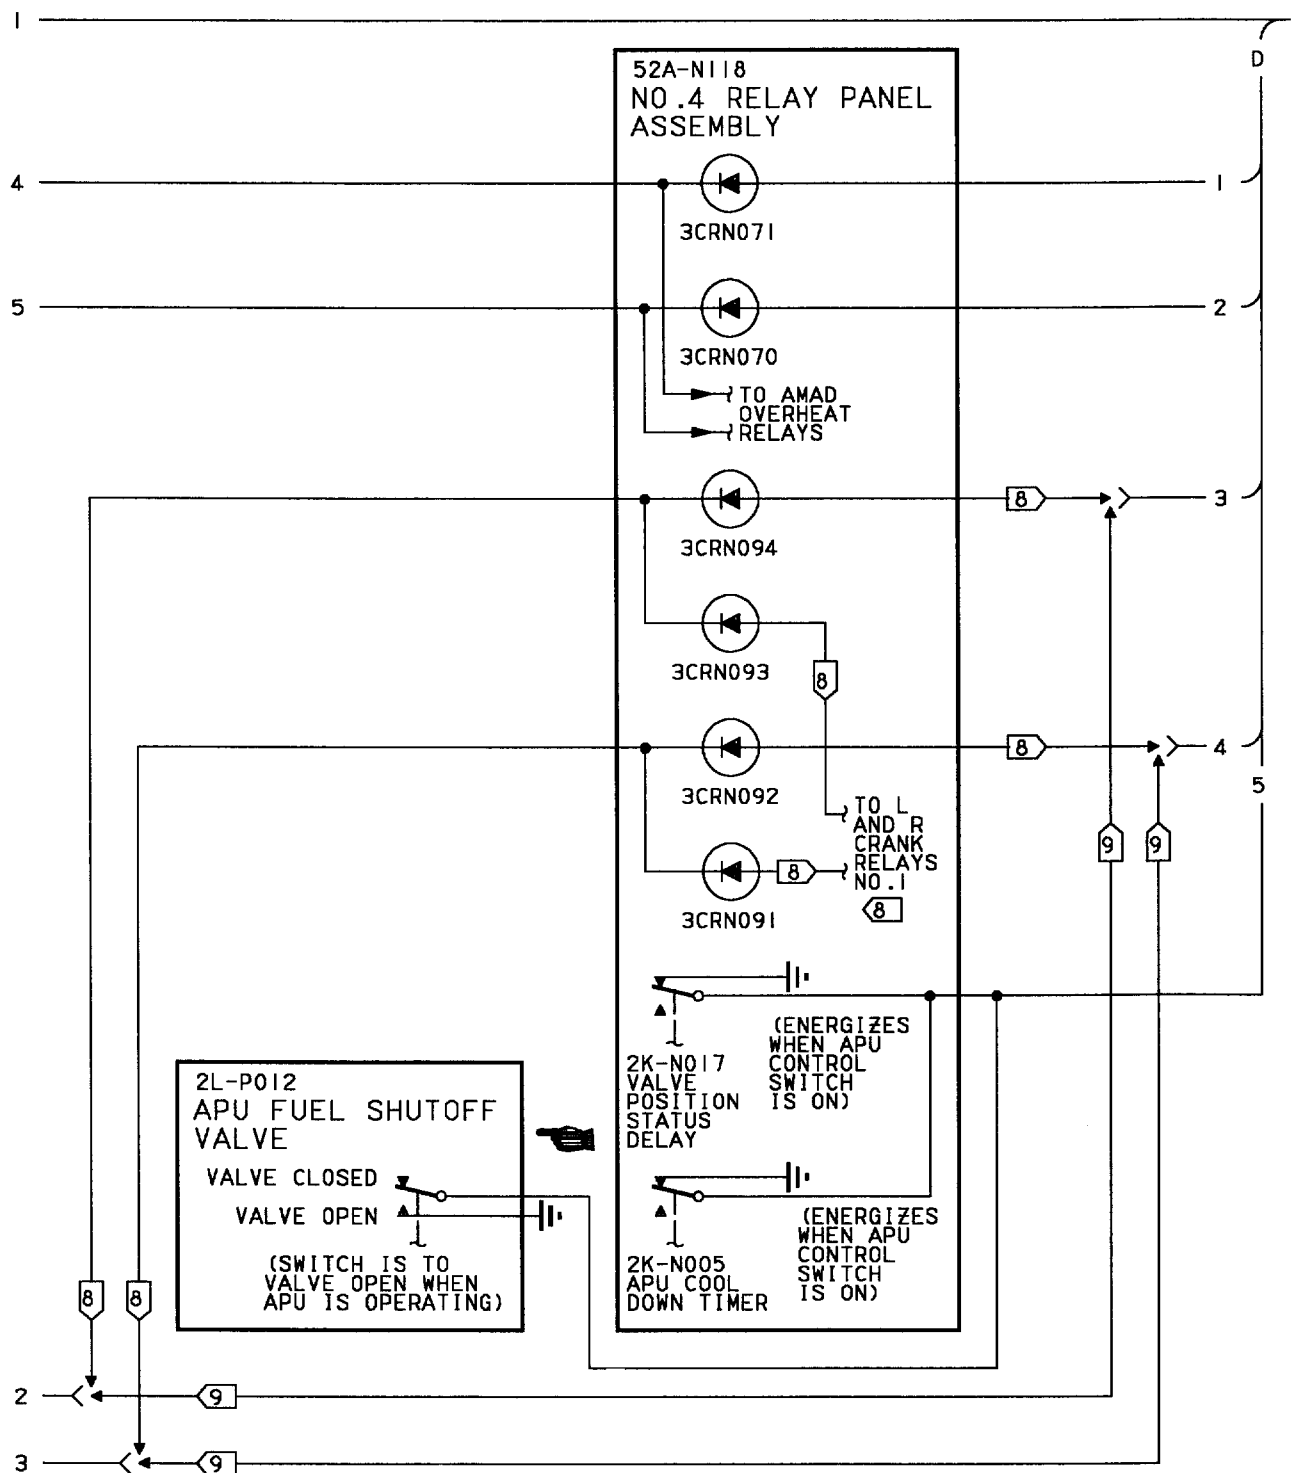 1
D
52A-N118
NO.4 RELAY PANEL
ASSEMBLY
4
1
3CRN071
5
2
3CRN070
TO AMAD
OVERHEAT
RELAYS
8
3
3CRN094
3CRN093
8
8
4
3CRN092
5
TO L
AND R
CRANK
RELAYS
NO.1
9
9
8
8
3CRN091
(ENERGIZES
WHEN APU
CONTROL
SWITCH
IS ON)
2K-N017
VALVE
POSITION
STATUS
DELAY
2L-P012
APU FUEL SHUTOFF
VALVE
VALVE CLOSED
VALVE OPEN
(SWITCH IS TO
VALVE OPEN WHEN
APU IS OPERATING)
(ENERGIZES
WHEN APU
CONTROL
SWITCH
IS ON)
2K-N005
APU COOL
DOWN TIMER
8
8
2
9
3
9